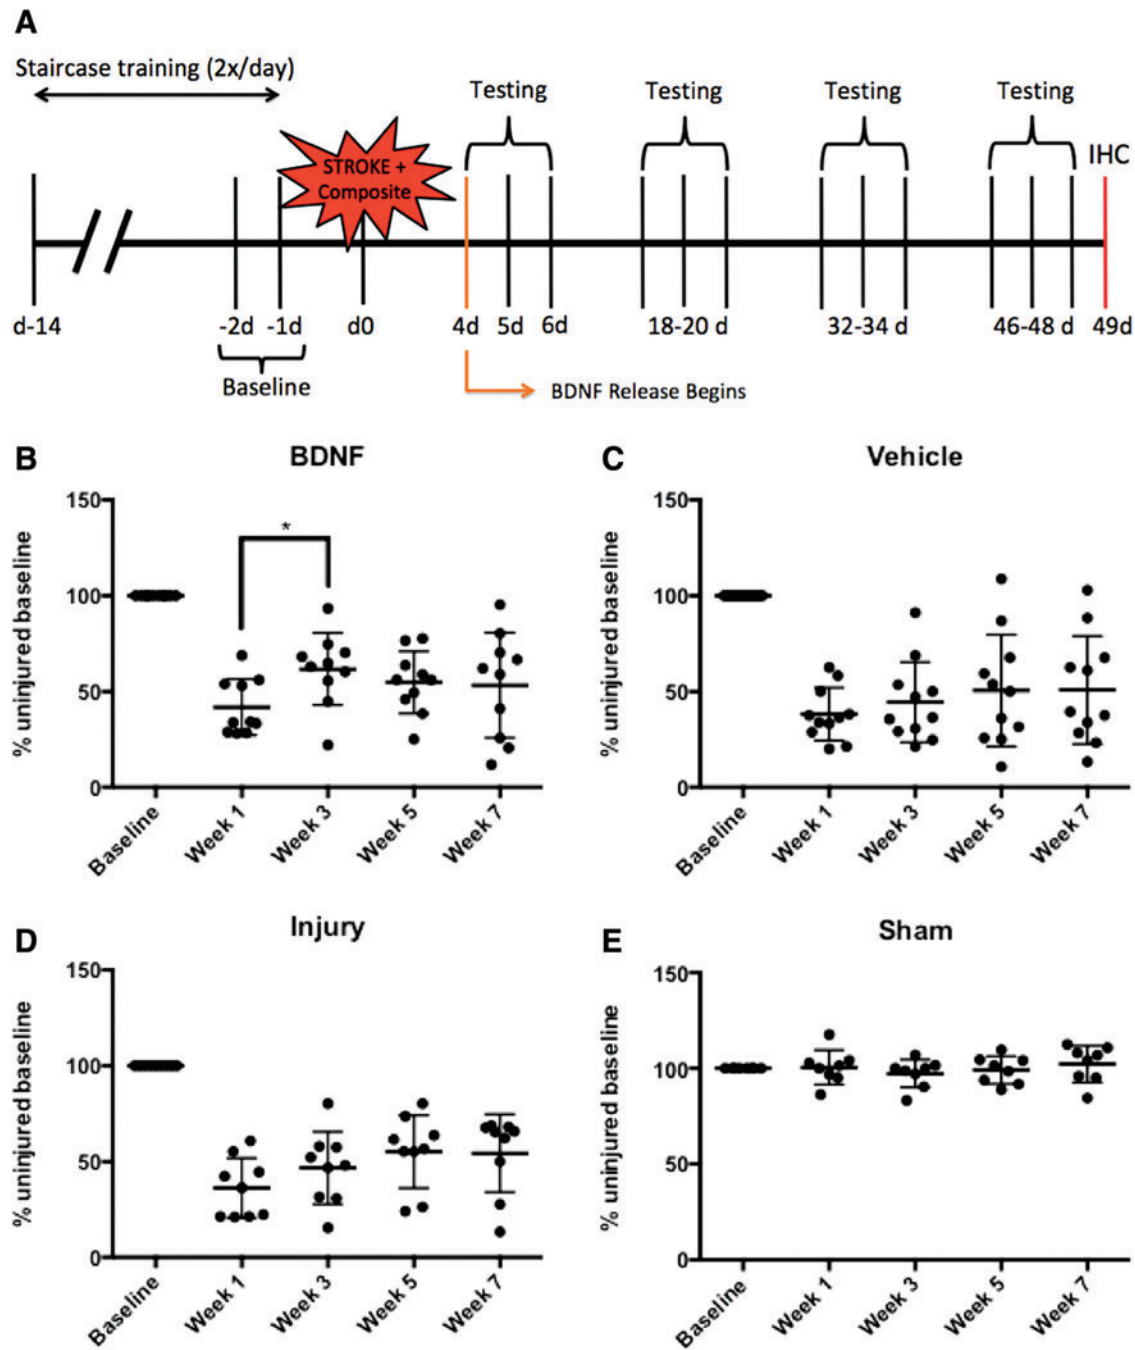 A
Staircase training (2x/day)
Testing
Testing
Testing
Testing
IHC
STROKE +
Composite
d-14
-2d
-1d
d0
4d
5d
6d
18-20 d
32-34 d
46-48 d
49d
Baseline
BDNF Release Begins
B
BDNF
% uninjured baseline
150
100
50
0
*
Baseline
Week 1
Week 3
Week 5
Week 7
C
Vehicle
% uninjured baseline
150
100
50
0
Baseline
Week 1
Week 3
Week 5
Week 7
D
Injury
% uninjured baseline
150
100
50
0
Baseline
Week 1
Week 3
Week 5
Week 7
E
Sham
% uninjured baseline
150
100
50
0
Baseline
Week 1
Week 3
Week 5
Week 7